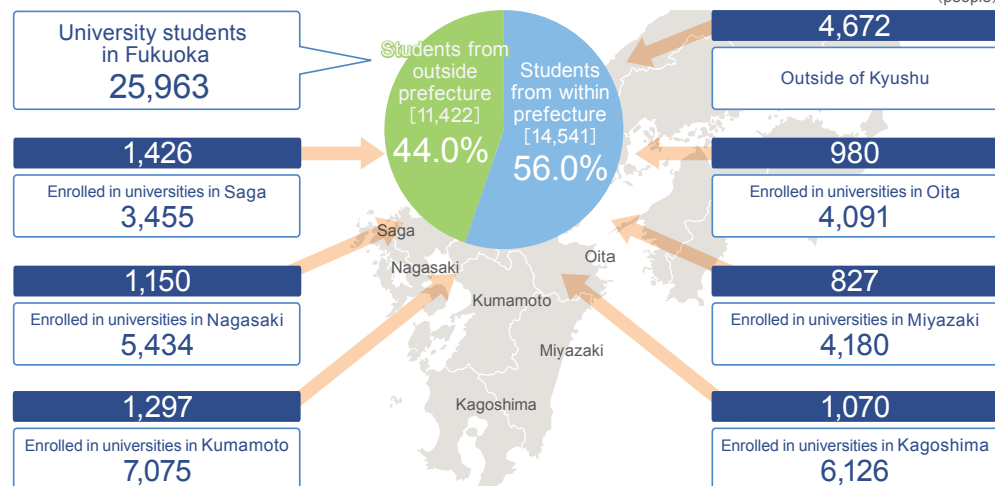 (people)
University students
in Fukuoka
25,963
Students from
outside
prefecture
[11,422]
44.0%
Students
from within
prefecture
[14,541]
56.0%
4,672
Outside of Kyushu
1,426
Enrolled in universities in Saga
3,455
980
Enrolled in universities in Oita
4,091
1,150
Enrolled in universities in Nagasaki
5,434
827
Enrolled in universities in Miyazaki
4,180
1,297
Enrolled in universities in Kumamoto
7,075
1,070
Enrolled in universities in Kagoshima
6,126
Saga
Nagasaki
Oita
Kumamoto
Miyazaki
Kagoshima